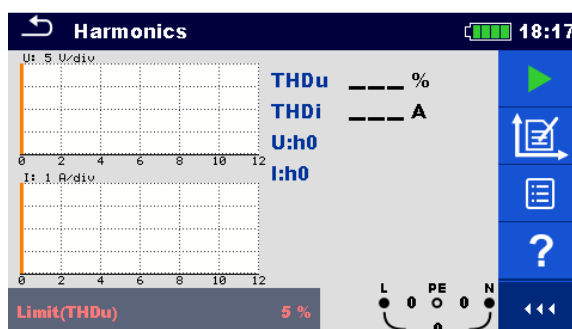 Harmonics 18:17
U: 5 V/div
THDu ___ %
THDi ___ A
U:h0
0 2 4 6 8 10 12
I: 1 A/div
I:h0
0 2 4 6 8 10 12
L PE N
0 0
0
Limit(THDu) 5 %
?